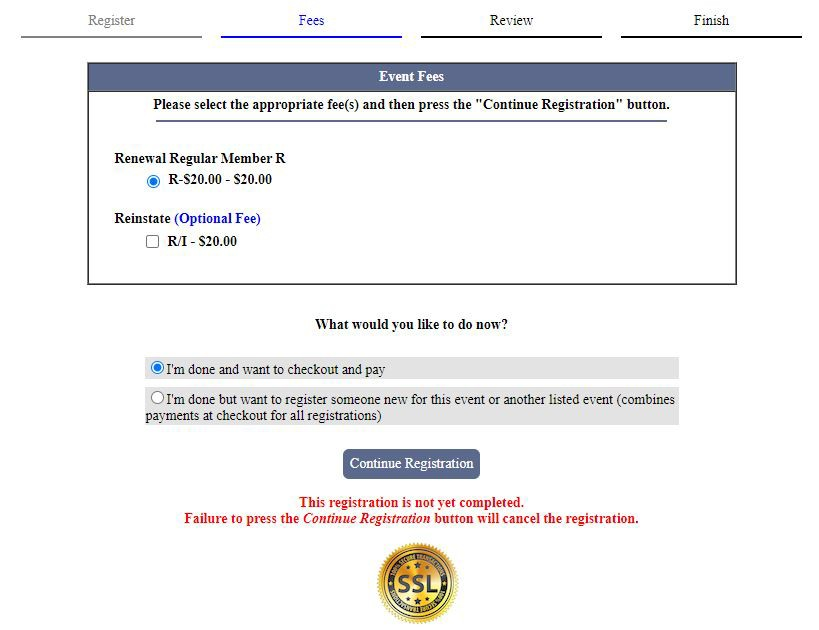 Register
Fees
Review
Finish
Event Fees
Please select the appropriate fee(s) and then press the "Continue Registration" button.
Renewal Regular Member R
R-$20.00 - $20.00
Reinstate (Optional Fee)
R/I - $20.00
What would you like to do now?
I'm done and want to checkout and pay
I'm done but want to register someone new for this event or another listed event (combines
payments at checkout for all registrations)
Continue Registration
This registration is not yet completed.
Failure to press the Continue Registration button will cancel the registration.
SSL